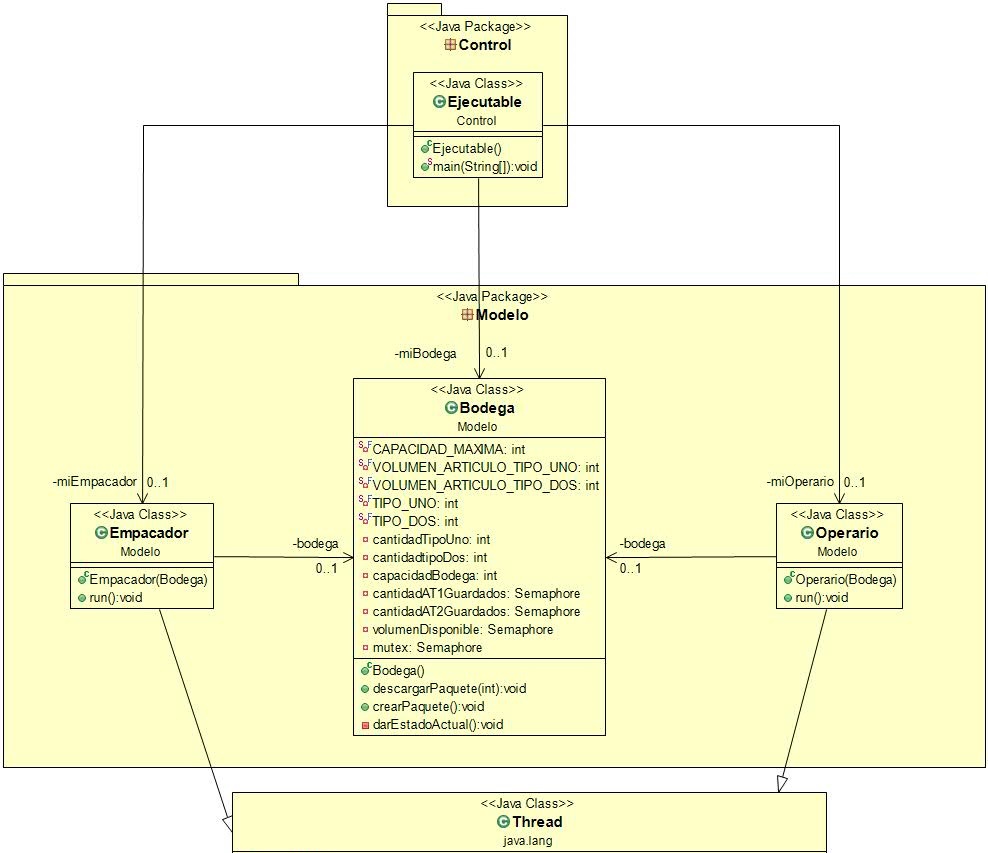 <<Java Package>>
Control
<<Java Class>>
Ejecutable
Control
Ejecutable()
main(String[]):void
<<Java Package>>
Modelo
-miBodega
0..1
<<Java Class>>
Bodega
Modelo
CAPACIDAD_MAXIMA: int
VOLUMEN_ARTICULO_TIPO_UNO: int
VOLUMEN_ARTICULO_TIPO_DOS: int
TIPO_UNO: int
TIPO_DOS: int
cantidadTipoUno: int
cantidadtipoDos: int
capacidadBodega: int
cantidadAT1Guardados: Semaphore
cantidadAT2Guardados: Semaphore
volumenDisponible: Semaphore
mutex: Semaphore
Bodega()
descargarPaquete(int):void
crearPaquete():void
darEstadoActual():void
-miEmpacador
0..1
<<Java Class>>
Empacador
Modelo
Empacador(Bodega)
run():void
-bodega
0..1
-miOperario
0..1
<<Java Class>>
Operario
Modelo
Operario(Bodega)
run():void
-bodega
0..1
<<Java Class>>
Thread
java.lang